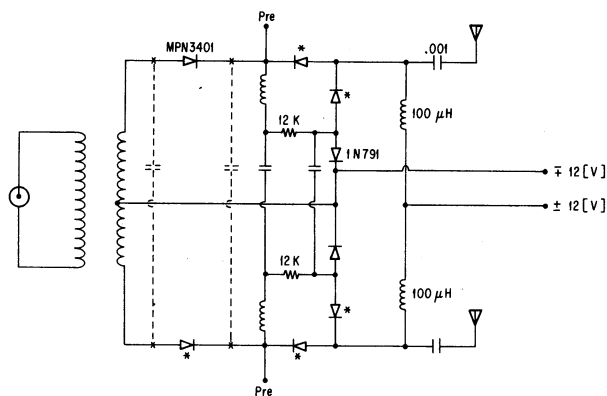 Pre
MPN3401
*
.001
*
100 μH
12 K
1N791
∓ 12 [V]
± 12 [V]
12 K
100 μH
*
*
*
Pre